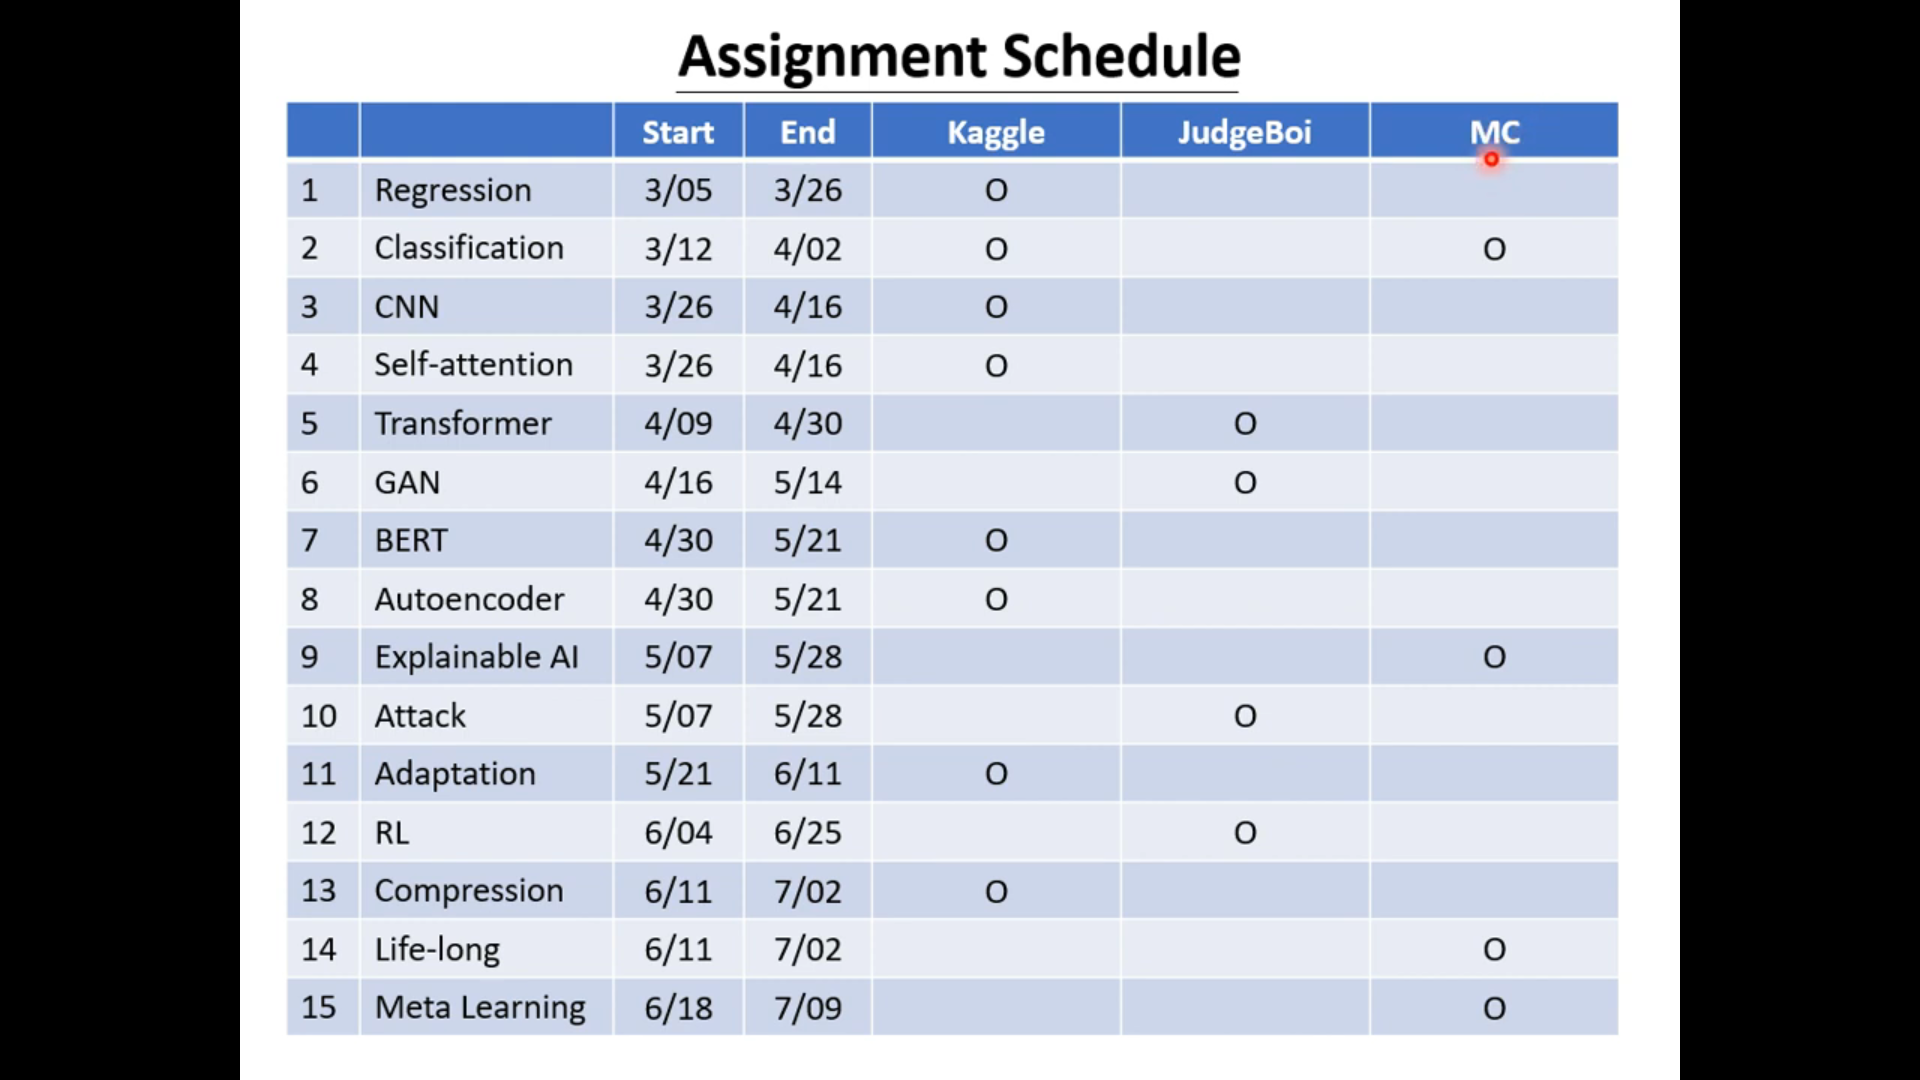 Assignment Schedule
Start End Kaggle JudgeBoi MC
1 Regression 3/05 3/26 O
2 Classification 3/12 4/02 O O
3 CNN 3/26 4/16 O
4 Self-attention 3/26 4/16 O
5 Transformer 4/09 4/30 O
6 GAN 4/16 5/14 O
7 BERT 4/30 5/21 O
8 Autoencoder 4/30 5/21 O
9 Explainable AI 5/07 5/28 O
10 Attack 5/07 5/28 O
11 Adaptation 5/21 6/11 O
12 RL 6/04 6/25 O
13 Compression 6/11 7/02 O
14 Life-long 6/11 7/02 O
15 Meta Learning 6/18 7/09 O